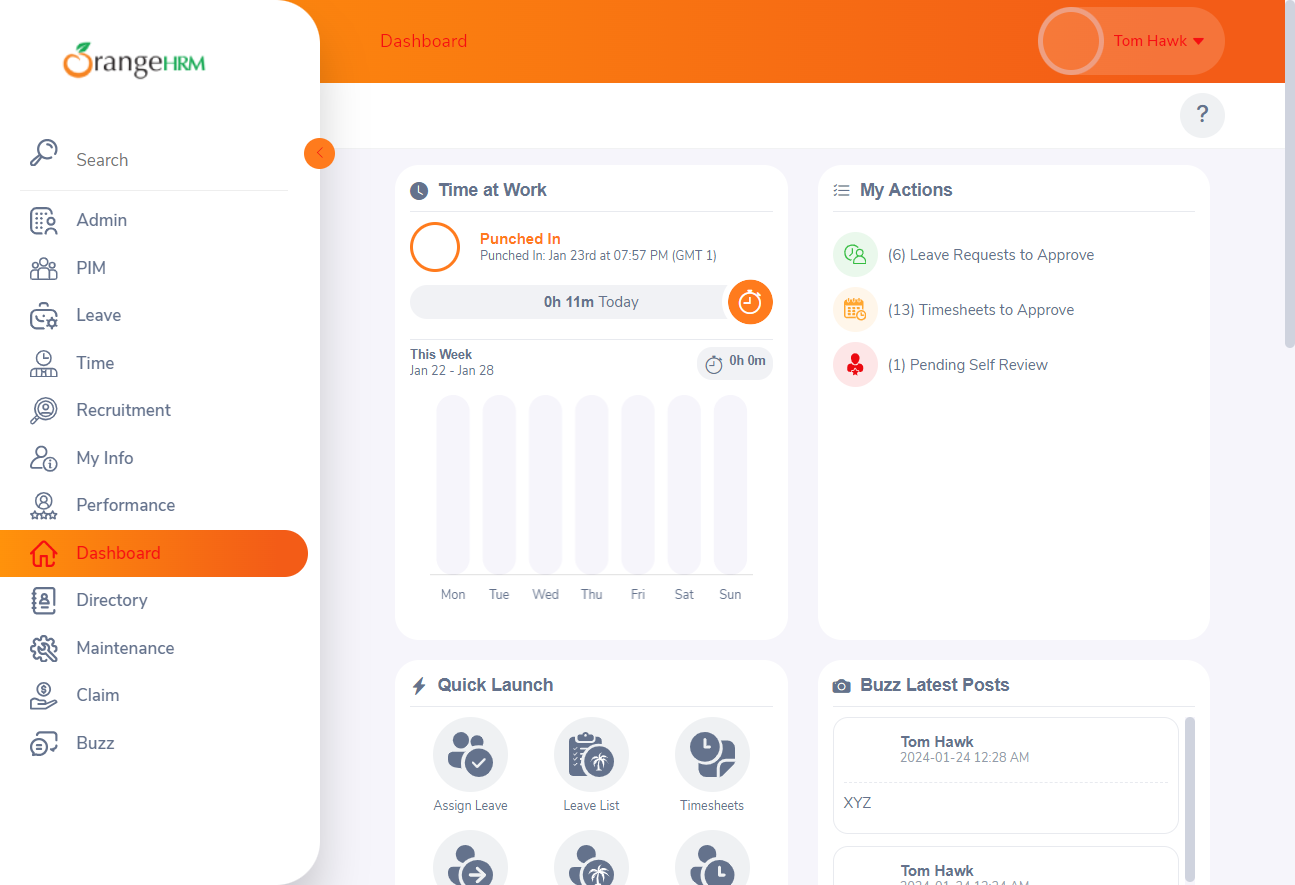 OrangeHRM
Dashboard
Tom Hawk
?
Search
Admin
PIM
Leave
Time
Recruitment
My Info
Performance
Dashboard
Directory
Maintenance
Claim
Buzz
Time at Work
Punched In
Punched In: Jan 23rd at 07:57 PM (GMT 1)
0h 11m Today
This Week
Jan 22 - Jan 28
0h 0m
Mon Tue Wed Thu Fri Sat Sun
My Actions
(6) Leave Requests to Approve
(13) Timesheets to Approve
(1) Pending Self Review
Quick Launch
Assign Leave
Leave List
Timesheets
Buzz Latest Posts
Tom Hawk
2024-01-24 12:28 AM
XYZ
Tom Hawk